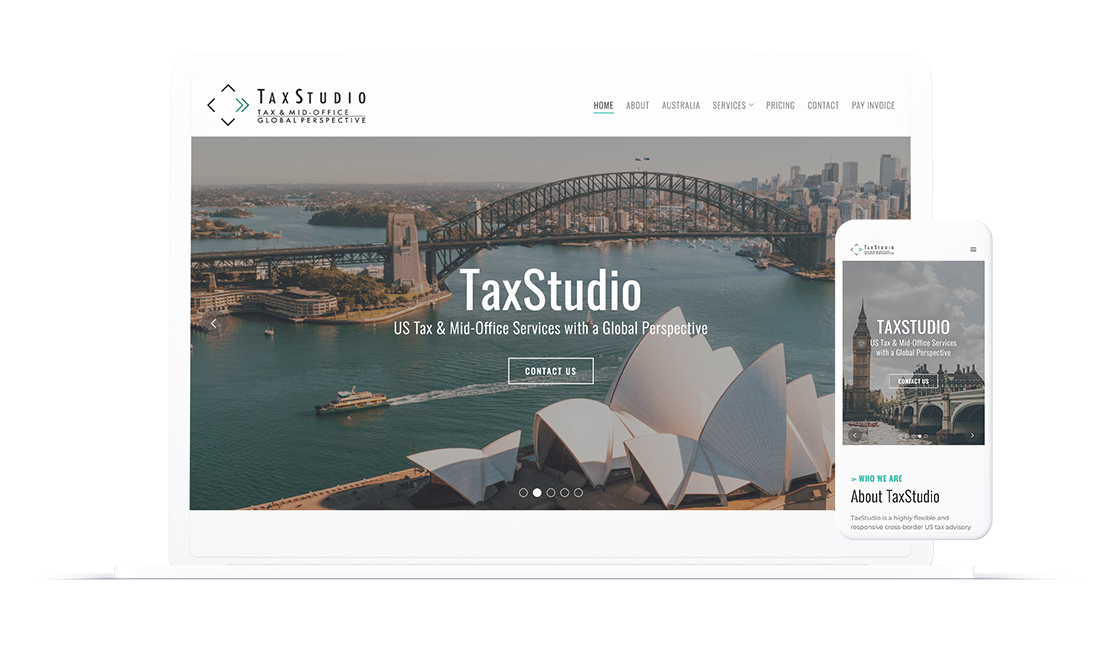 TAXSTUDIO
TAX & MID-OFFICE
GLOBAL PERSPECTIVE
HOME ABOUT AUSTRALIA SERVICES PRICING CONTACT PAY INVOICE
TaxStudio
US Tax & Mid-Office Services with a Global Perspective
CONTACT US
TAXSTUDIO
TAXSTUDIO
US Tax & Mid-Office Services
with a Global Perspective
CONTACT US
» WHO WE ARE
About TaxStudio
TaxStudio is a highly flexible and
responsive cross-border US tax advisory